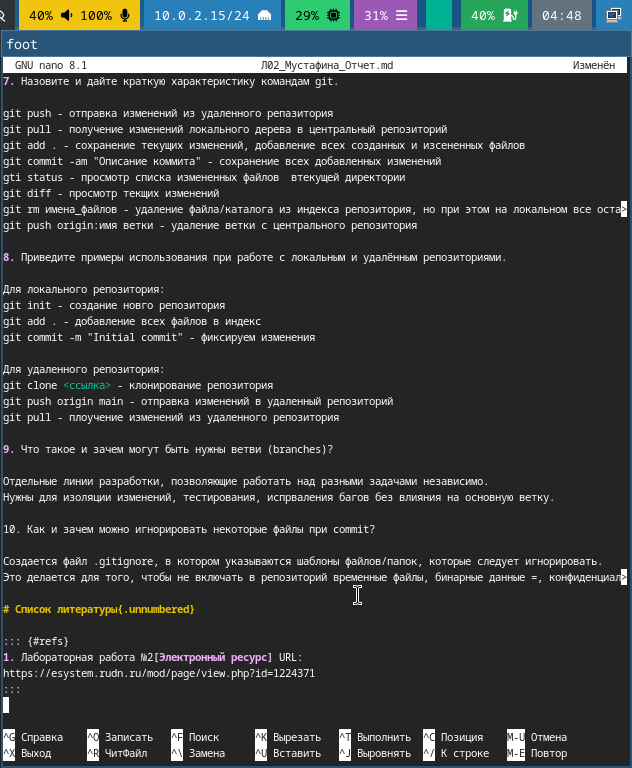 40% 100% 10.0.2.15/24 29% 31% 40% 04:48
foot
GNU nano 8.1 Л02_Мустафина_Отчет.md Изменён
7. Назовите и дайте краткую характеристику командам git.
git push - отправка изменений из удаленного репазитория
git pull - получение изменений локального дерева в центральный репозиторий
git add . - сохранение текущих изменений, добавление всех созданных и изсененных файлов
git commit -am "Описание коммита" - сохранение всех добавленных изменений
gti status - просмотр списка измененных файлов  втекущей директории
git diff - просмотр текщих изменений
git rm имена_файлов - удаление файла/каталога из индекса репозитория, но при этом на локальном все оста>
git push origin:имя ветки - удаление ветки с центрального репозитория
8. Приведите примеры использования при работе с локальным и удалённым репозиториями.
Для локального репозитория:
git init - создание новго репозитория
git add . - добавление всех файлов в индекс
git commit -m "Initial commit" - фиксируем изменения
Для удаленного репозитория:
git clone <ссылка> - клонирование репозитория
git push origin main - отправка изменений в удаленный репозиторий
git pull - плоучение изменений из удаленного репозитория
9. Что такое и зачем могут быть нужны ветви (branches)?
Отдельные линии разработки, позволяющие работать над разными задачами независимо.
Нужны для изоляции изменений, тестирования, испрваления багов без влияния на основную ветку.
10. Как и зачем можно игнорировать некоторые файлы при commit?
Создается файл .gitignore, в котором указываются шаблоны файлов/папок, которые следует игнорировать.
Это делается для того, чтобы не включать в репозиторий временные файлы, бинарные данные =, конфиденциал>
# Список литературы{.unnumbered}
::: {#refs}
1. Лабораторная работа №2[Электронный ресурс] URL:
https://esystem.rudn.ru/mod/page/view.php?id=1224371
:::
^G Справка ^O Записать ^F Поиск ^K Вырезать ^T Выполнить ^C Позиция M-U Отмена
^X Выход ^R ЧитФайл ^\ Замена ^U Вставить ^J Выровнять ^/ К строке M-E Повтор